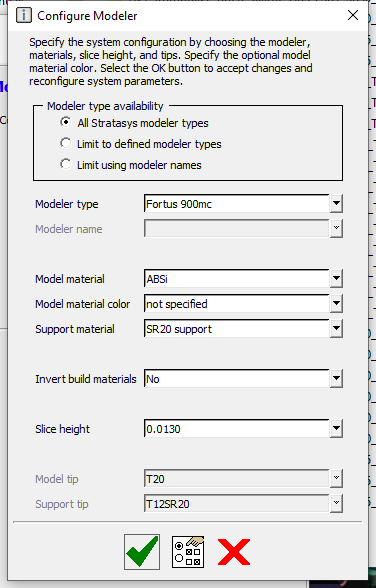 Configure Modeler
Specify the system configuration by choosing the modeler,
materials, slice height, and tips. Specify the optional model
material color. Select the OK button to accept changes and
reconfigure system parameters.
Modeler type availability
All Stratasys modeler types
Limit to defined modeler types
Limit using modeler names
Modeler type Fortus 900mc
Modeler name
Model material ABSi
Model material color not specified
Support material SR20 support
Invert build materials No
Slice height 0.0130
Model tip T20
Support tip T12SR20